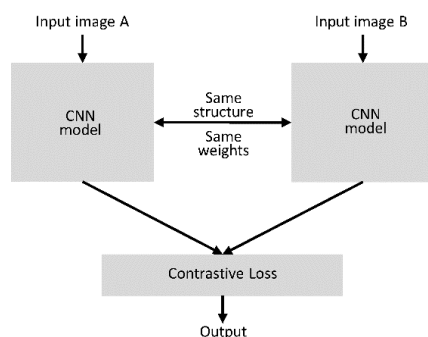 Input image A
Input image B
CNN
model
Same
structure
Same
weights
CNN
model
Contrastive Loss
Output